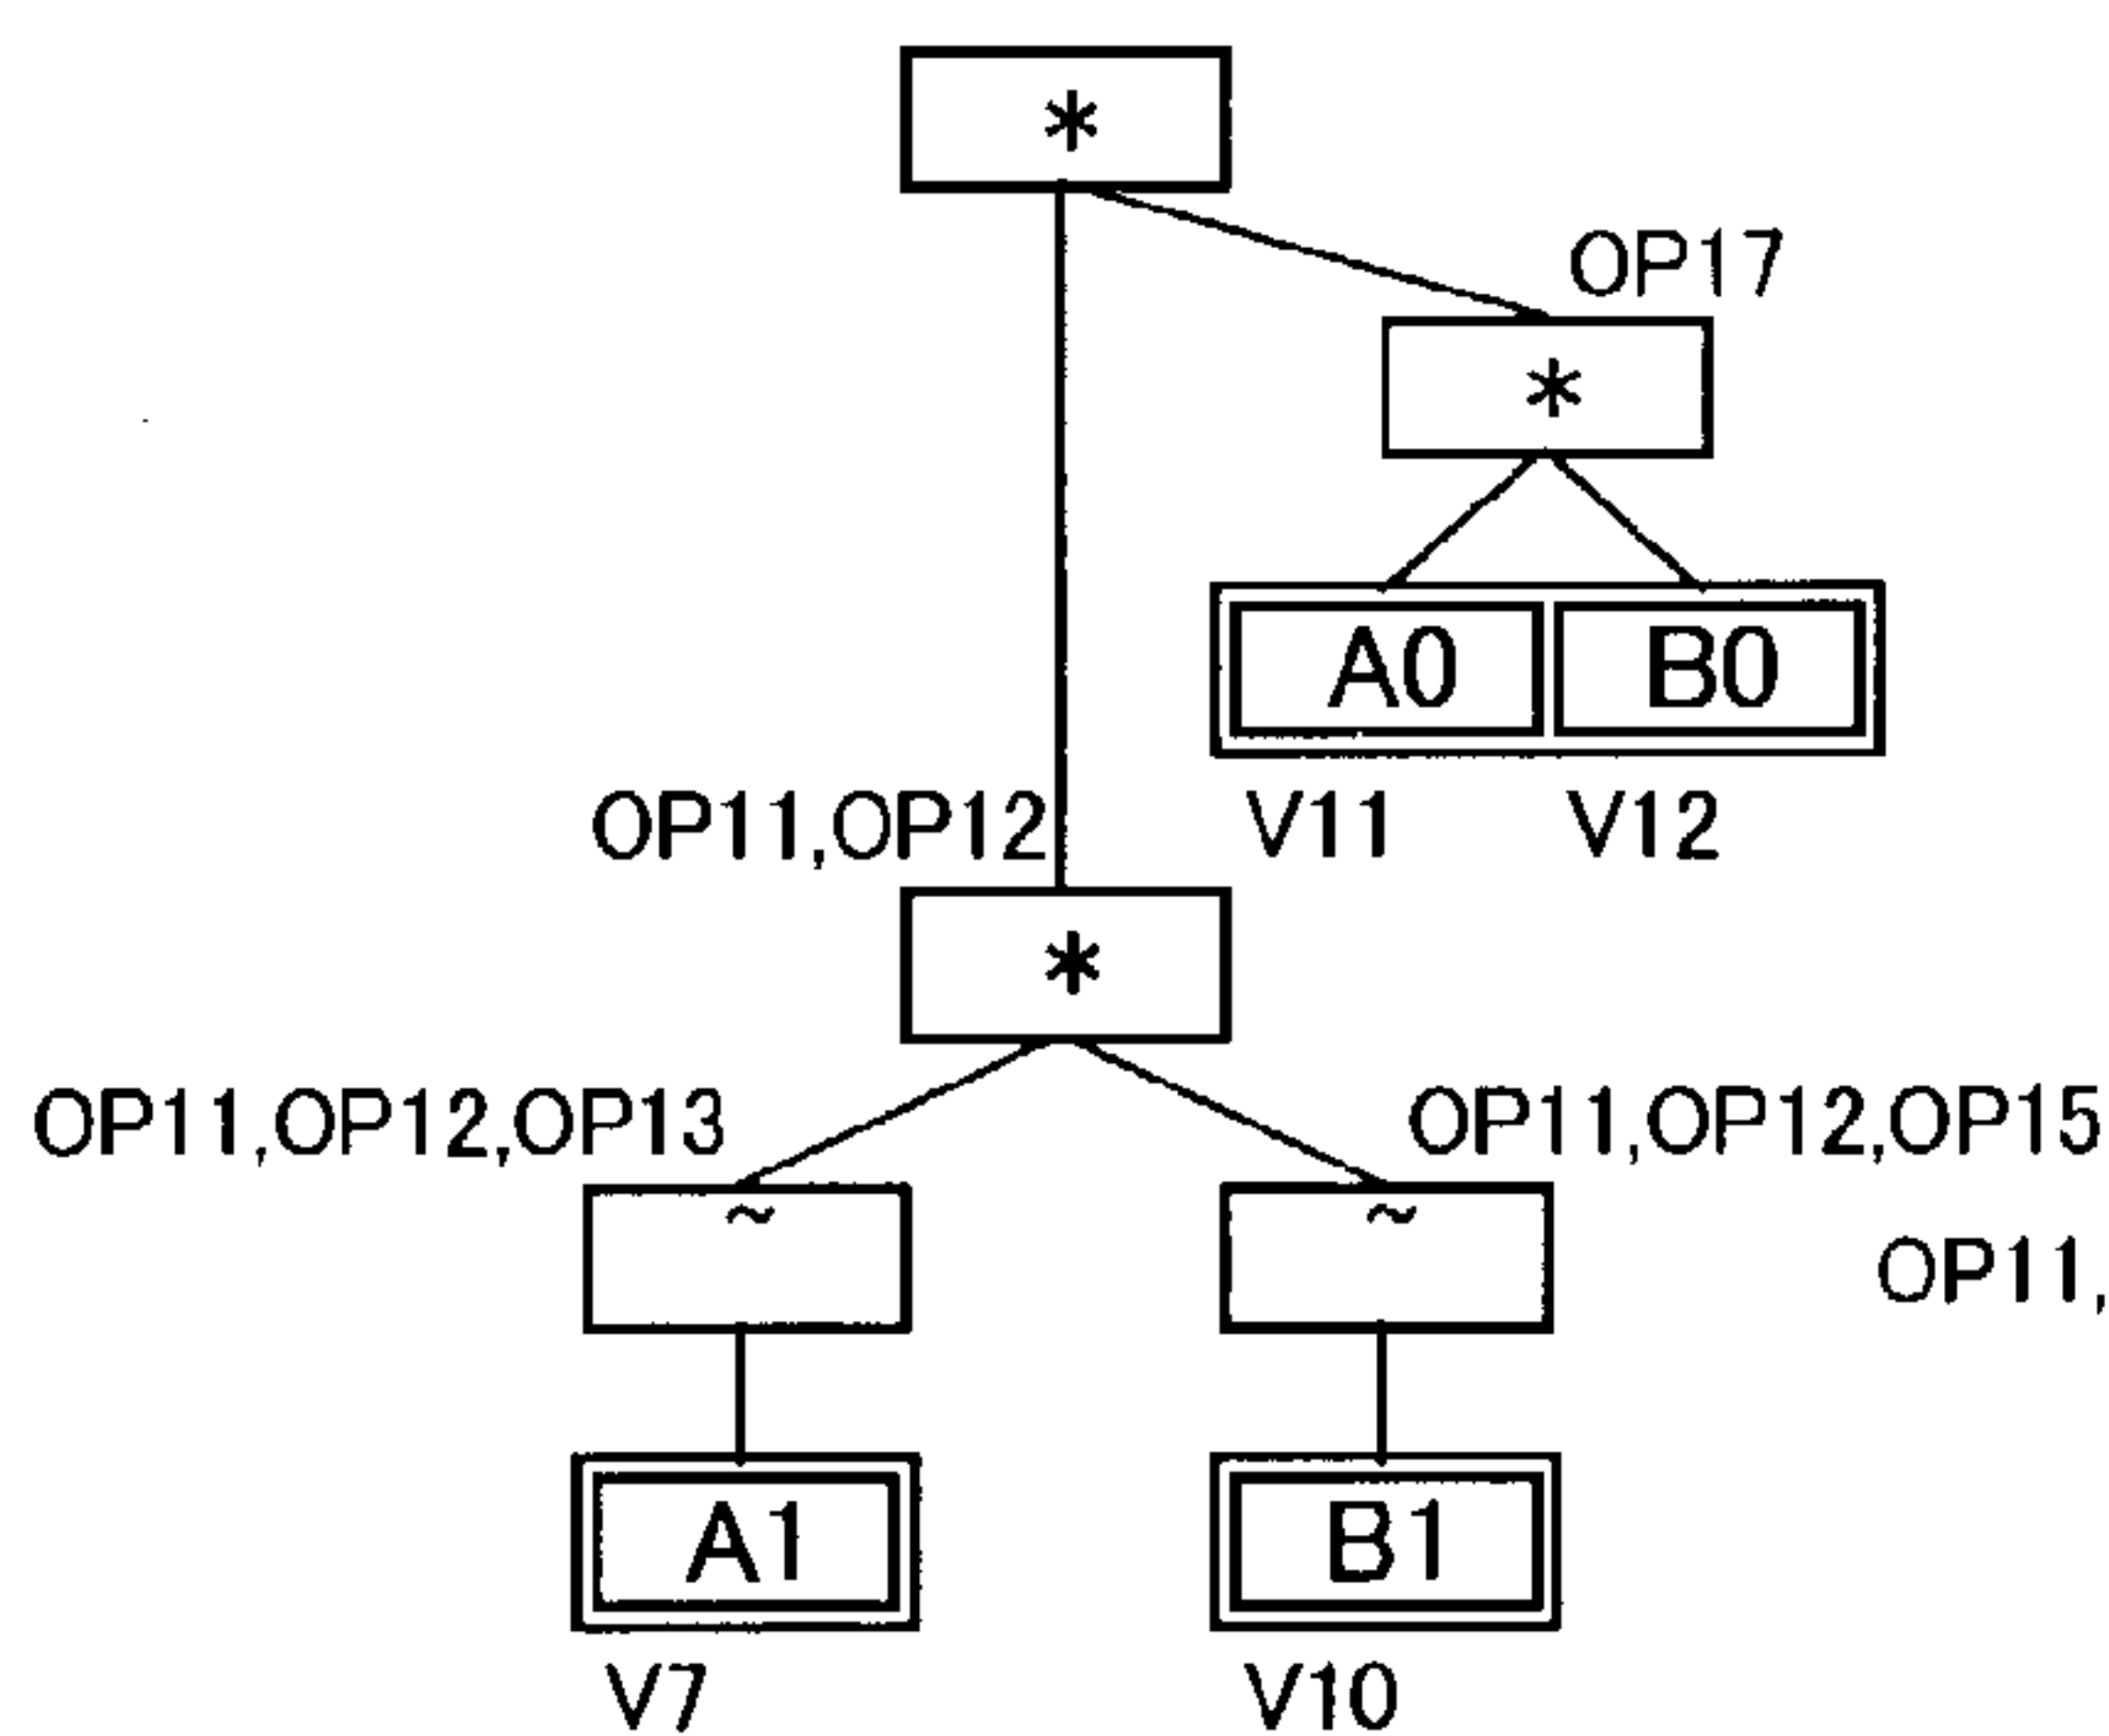 *
OP17
*
A0 B0
OP11,OP12 V11 V12
*
OP11,OP12,OP13 OP11,OP12,OP15
~ ~
OP11,
A1 B1
V7 V10